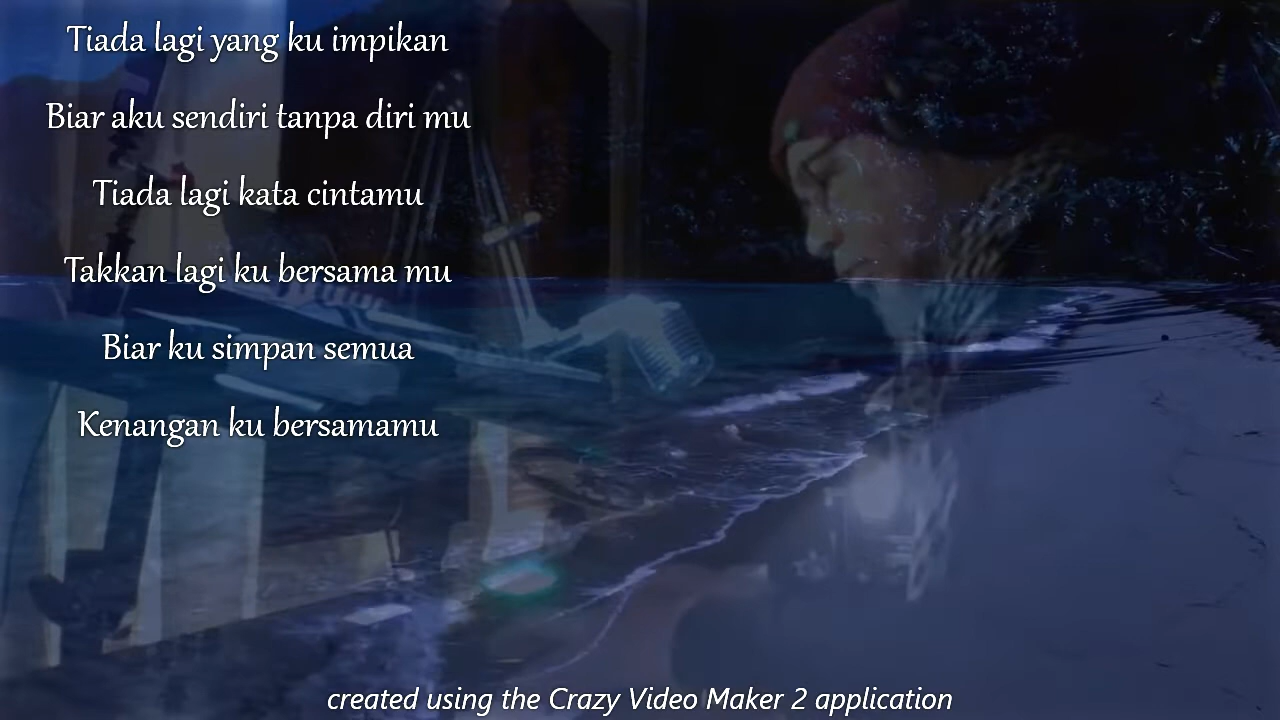 Tiada lagi yang ku impikan
Biar aku sendiri tanpa diri mu
Tiada lagi kata cintamu
Takkan lagi ku bersama mu
Biar ku simpan semua
Kenangan ku bersamamu
created using the Crazy Video Maker 2 application